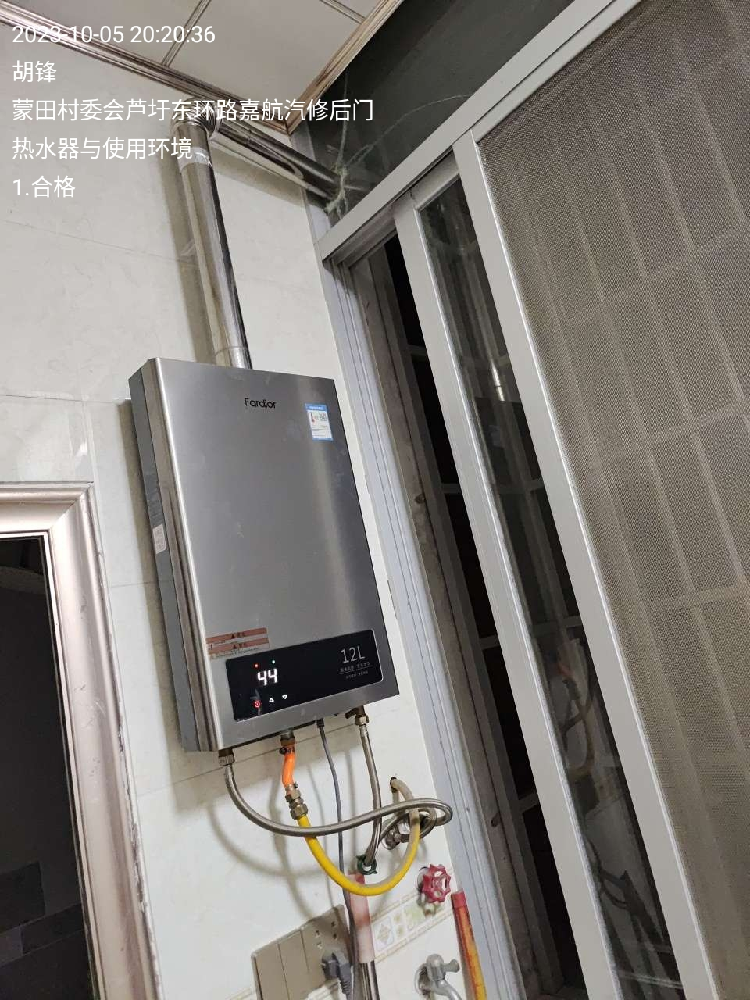 2023-10-05 20:20:36
胡锋
蒙田村委会芦圩东环路嘉航汽修后门
热水器与使用环境
1.合格
Fardior
12L
44